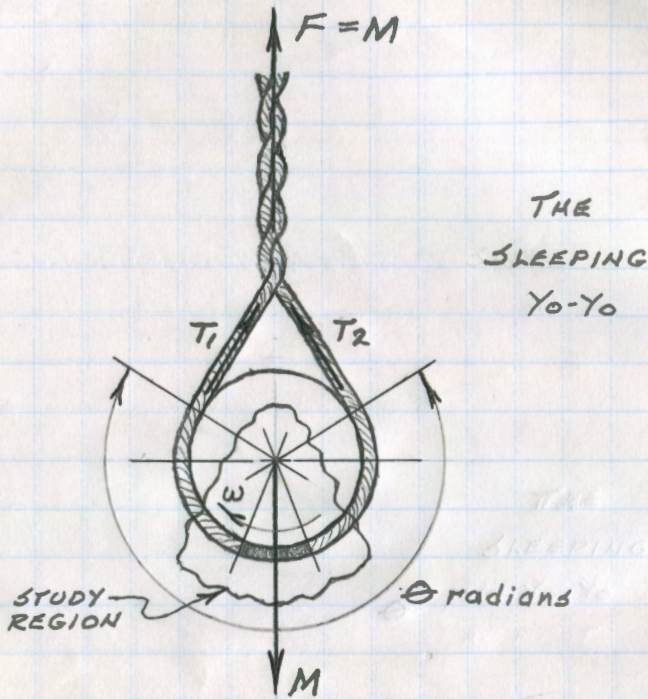 F = M
THE
SLEEPING
YO-YO
T1
T2
ω
STUDY
REGION
θ radians
M